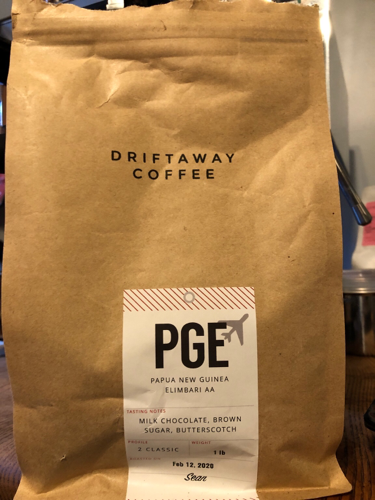 DRIFTAWAY
COFFEE
PGE
PAPUA NEW GUINEA
ELIMBARI AA
TASTING NOTES
MILK CHOCOLATE, BROWN
SUGAR, BUTTERSCOTCH
PROFILE WEIGHT
2 CLASSIC 1 lb
Feb 12, 2020
Sean